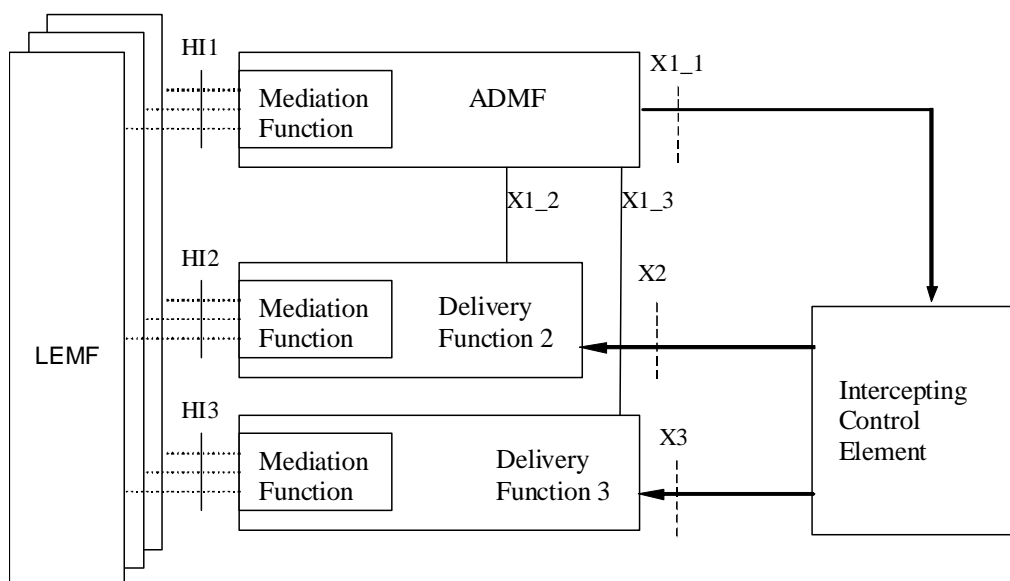 HI1
Mediation
Function
ADMF
X1_1
X1_2
X1_3
HI2
Mediation
Function
Delivery
Function 2
X2
LEMF
Intercepting
Control
Element
HI3
Mediation
Function
Delivery
Function 3
X3